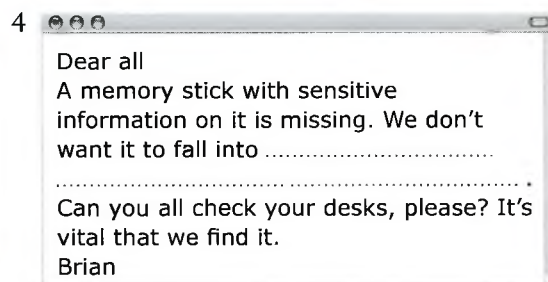 4
Dear all
A memory stick with sensitive
information on it is missing. We don't
want it to fall into ................................
................................ ................................ .
Can you all check your desks, please? It's
vital that we find it.
Brian